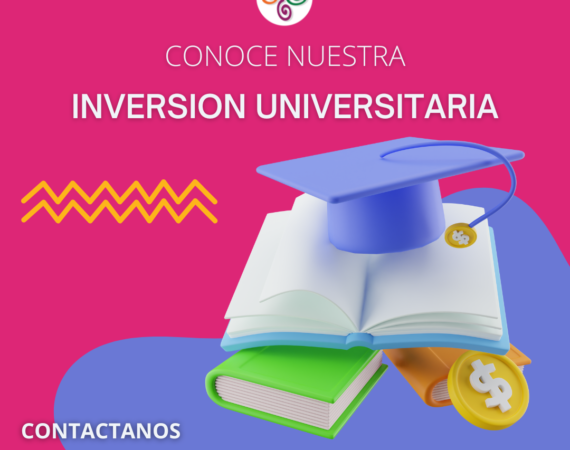 CONOCE NUESTRA
INVERSION UNIVERSITARIA
$
$
CONTACTANOS